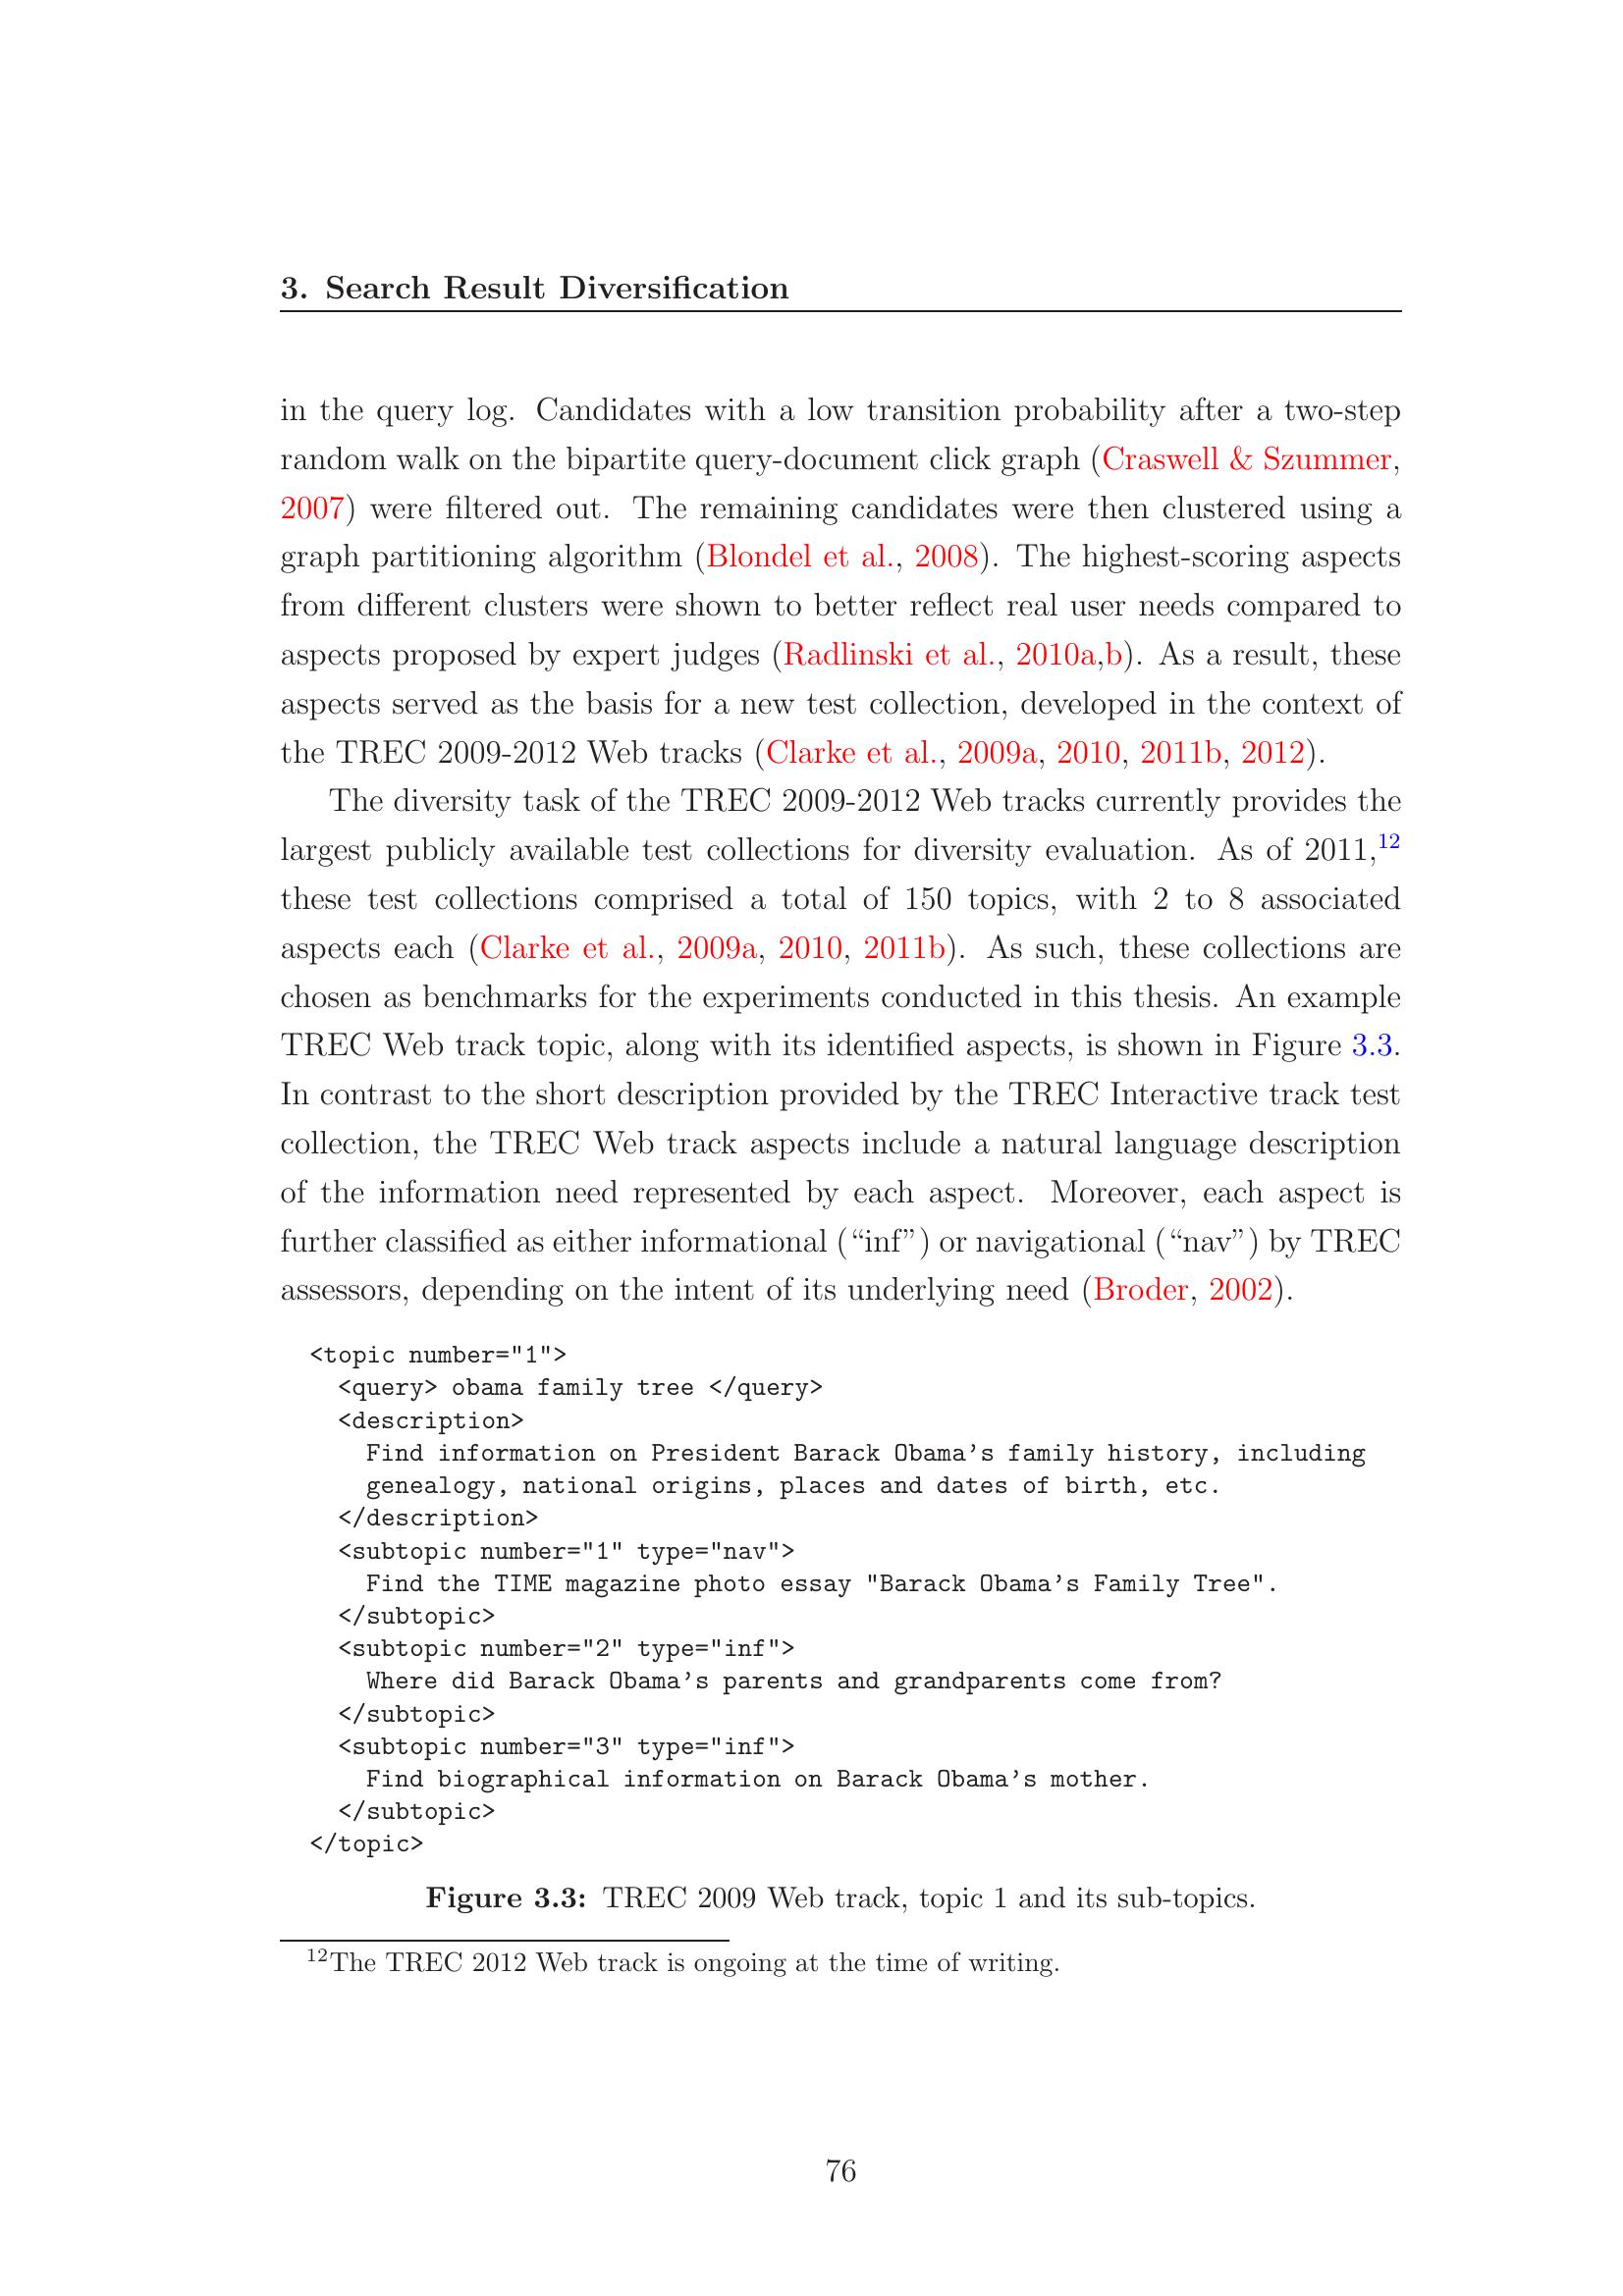 3. Search Result Diversification
in the query log. Candidates with a low transition probability after a two-step
random walk on the bipartite query-document click graph (Craswell & Szummer,
2007) were filtered out. The remaining candidates were then clustered using a
graph partitioning algorithm (Blondel et al., 2008). The highest-scoring aspects
from different clusters were shown to better reflect real user needs compared to
aspects proposed by expert judges (Radlinski et al., 2010a,b). As a result, these
aspects served as the basis for a new test collection, developed in the context of
the TREC 2009-2012 Web tracks (Clarke et al., 2009a, 2010, 2011b, 2012).
The diversity task of the TREC 2009-2012 Web tracks currently provides the
largest publicly available test collections for diversity evaluation. As of 2011,12
these test collections comprised a total of 150 topics, with 2 to 8 associated
aspects each (Clarke et al., 2009a, 2010, 2011b). As such, these collections are
chosen as benchmarks for the experiments conducted in this thesis. An example
TREC Web track topic, along with its identified aspects, is shown in Figure 3.3.
In contrast to the short description provided by the TREC Interactive track test
collection, the TREC Web track aspects include a natural language description
of the information need represented by each aspect. Moreover, each aspect is
further classified as either informational (“inf”) or navigational (“nav”) by TREC
assessors, depending on the intent of its underlying need (Broder, 2002).
<topic number="1">
<query> obama family tree </query>
<description>
Find information on President Barack Obama’s family history, including
genealogy, national origins, places and dates of birth, etc.
</description>
<subtopic number="1" type="nav">
Find the TIME magazine photo essay "Barack Obama’s Family Tree".
</subtopic>
<subtopic number="2" type="inf">
Where did Barack Obama’s parents and grandparents come from?
</subtopic>
<subtopic number="3" type="inf">
Find biographical information on Barack Obama’s mother.
</subtopic>
</topic>
Figure 3.3: TREC 2009 Web track, topic 1 and its sub-topics.
12The TREC 2012 Web track is ongoing at the time of writing.
76